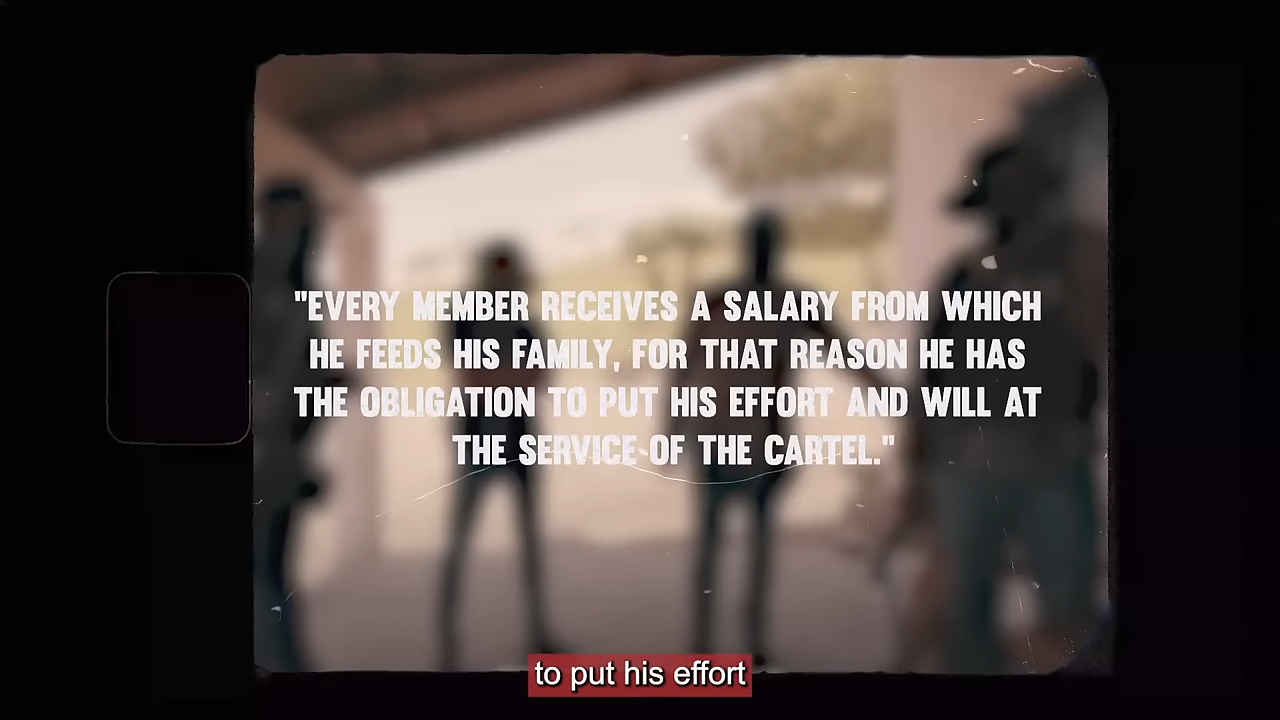 "EVERY MEMBER RECEIVES A SALARY FROM WHICH
HE FEEDS HIS FAMILY, FOR THAT REASON HE HAS
THE OBLIGATION TO PUT HIS EFFORT AND WILL AT
THE SERVICE OF THE CARTEL."
to put his effort